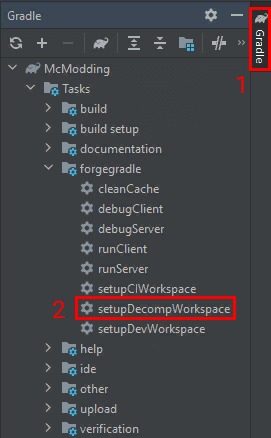 Gradle
1
Gradle
McModding
Tasks
build
build setup
documentation
forgegradle
cleanCache
debugClient
debugServer
runClient
runServer
setupCIWorkspace
2 setupDecompWorkspace
setupDevWorkspace
help
ide
other
upload
verification